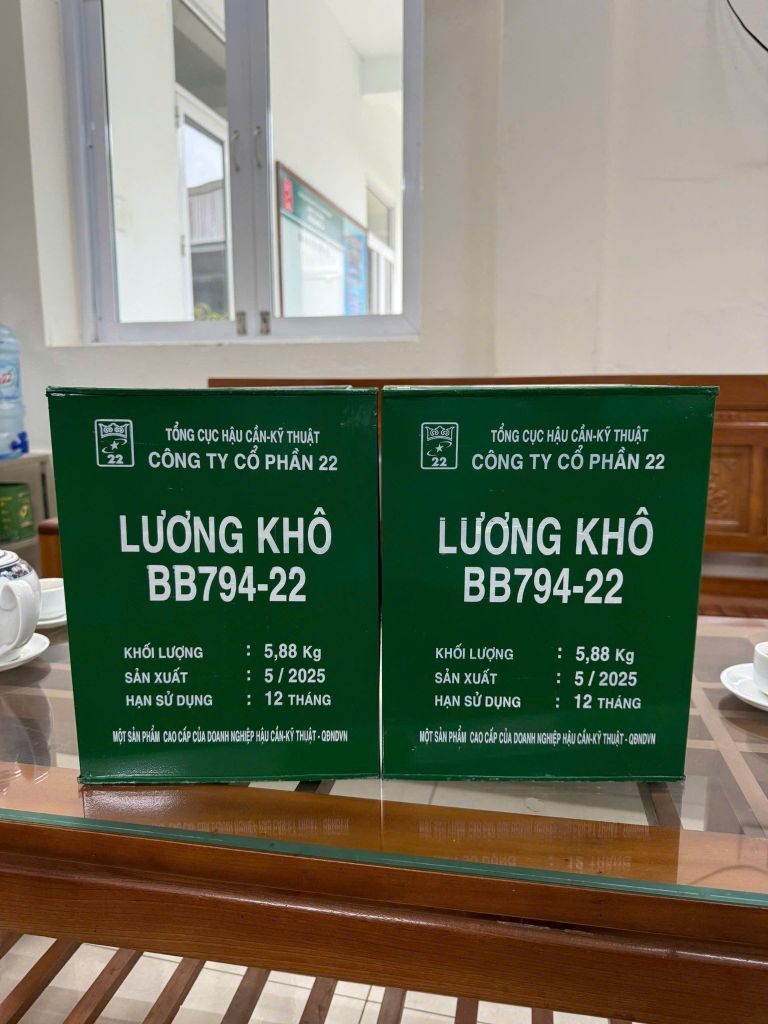 22
TỔNG CỤC HẬU CẦN-KỸ THUẬT
CÔNG TY CỔ PHẦN 22
LƯƠNG KHÔ
BB794-22
KHỐI LƯỢNG : 5,88 Kg
SẢN XUẤT : 5 / 2025
HẠN SỬ DỤNG : 12 THÁNG
MỘT SẢN PHẨM CAO CẤP CỦA DOANH NGHIỆP HẬU CẦN-KỸ THUẬT - QĐNDVN
22
TỔNG CỤC HẬU CẦN-KỸ THUẬT
CÔNG TY CỔ PHẦN 22
LƯƠNG KHÔ
BB794-22
KHỐI LƯỢNG : 5,88 Kg
SẢN XUẤT : 5 / 2025
HẠN SỬ DỤNG : 12 THÁNG
MỘT SẢN PHẨM CAO CẤP CỦA DOANH NGHIỆP HẬU CẦN-KỸ THUẬT - QĐNDVN